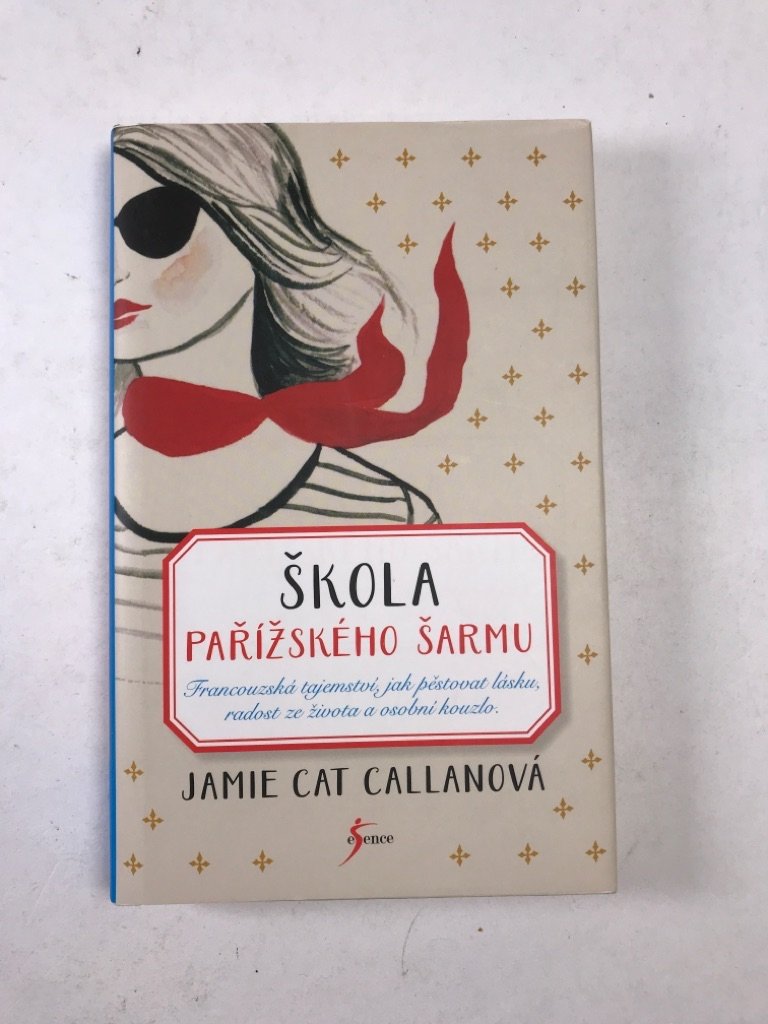 ŠKOLA
PAŘÍŽSKÉHO ŠARMU
Francouzská tajemství, jak pěstovat lásku,
radost ze života a osobní kouzlo.
JAMIE CAT CALLANOVÁ
esence